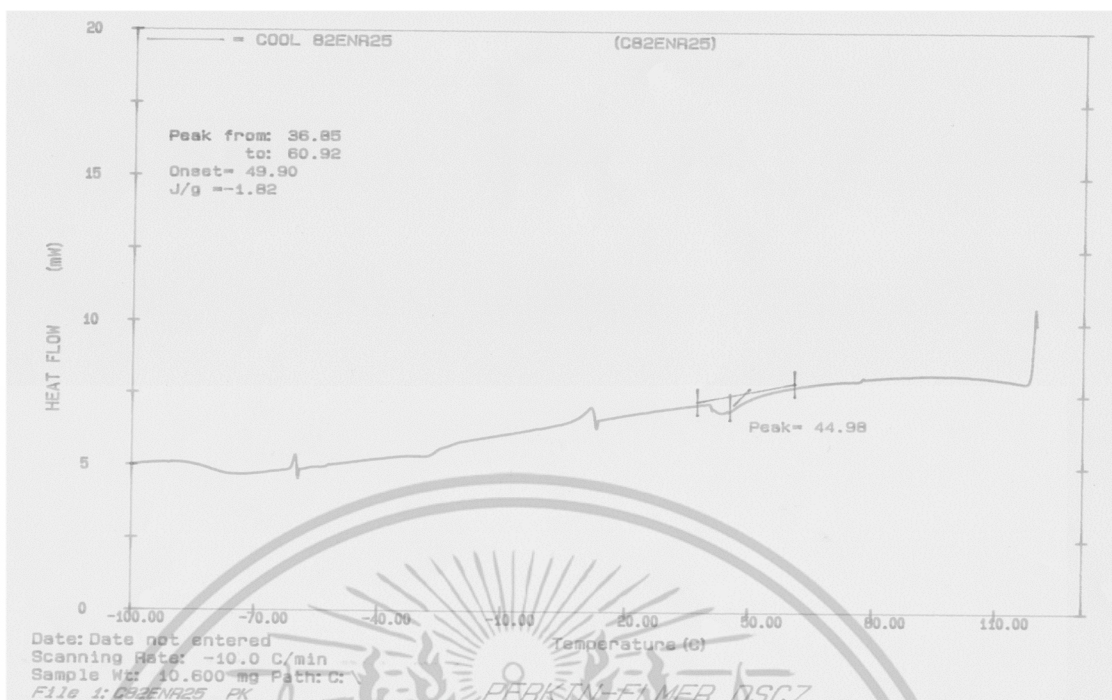 20
= COOL 82ENR25 (C82ENR25)
Peak from: 36.85
to: 60.92
Onset= 49.90
J/g =-1.82
15
HEAT FLOW (mW)
10
Peak= 44.98
5
0
-100.00 -70.00 -40.00 -10.00 20.00 50.00 80.00 110.00
Temperature (C)
Date: Date not entered
Scanning Rate: -10.0 C/min
Sample Wt: 10.600 mg Path: C:\
File 1: C82ENR25 PK PERKIN-ELMER DSC7